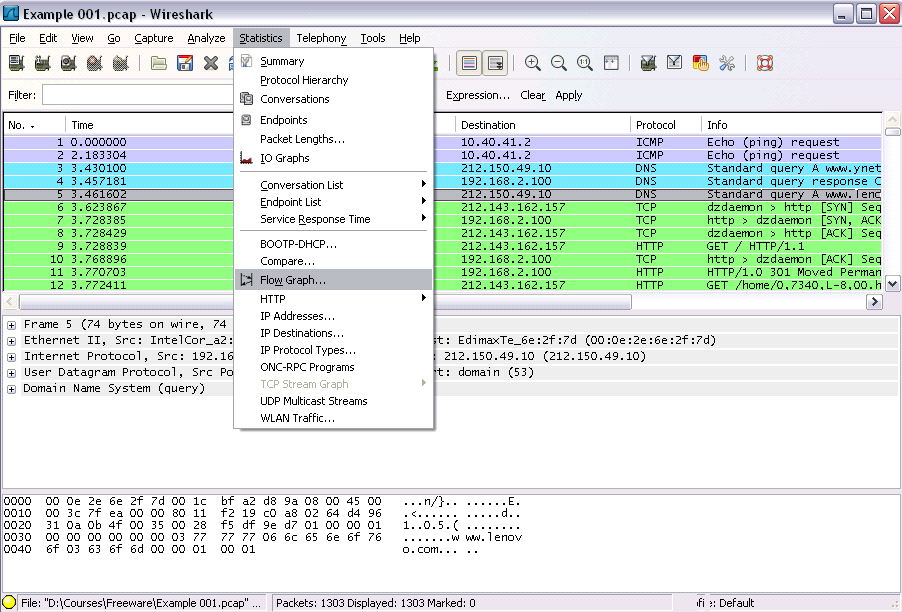 Example 001.pcap - Wireshark
File Edit View Go Capture Analyze Statistics Telephony Tools Help
Summary
Protocol Hierarchy
Conversations
Endpoints
Packet Lengths...
IO Graphs
Conversation List
Endpoint List
Service Response Time
BOOTP-DHCP...
Compare...
Flow Graph...
HTTP
IP Addresses...
IP Destinations...
IP Protocol Types...
ONC-RPC Programs
TCP Stream Graph
UDP Multicast Streams
WLAN Traffic...
Filter: Expression... Clear Apply
No. Time Destination Protocol Info
1 0.000000 10.40.41.2 ICMP Echo (ping) request
2 2.183304 10.40.41.2 ICMP Echo (ping) request
3 3.430100 212.150.49.10 DNS Standard query A www.ynet
4 3.457181 192.168.2.100 DNS Standard query response C
5 3.461602 212.150.49.10 DNS Standard query A www.leno
6 3.623867 212.143.162.157 TCP dzdaemon > http [SYN] Seq
7 3.728385 192.168.2.100 TCP http > dzdaemon [SYN, ACK
8 3.728429 212.143.162.157 TCP dzdaemon > http [ACK] Seq
9 3.728839 212.143.162.157 HTTP GET / HTTP/1.1
10 3.768896 192.168.2.100 TCP http > dzdaemon [ACK] Seq
11 3.770703 192.168.2.100 HTTP HTTP/1.0 301 Moved Perman
12 3.772411 212.143.162.157 HTTP GET /home/0,7340,L-8,00.h
Frame 5 (74 bytes on wire, 74
Ethernet II, Src: IntelCor_a2: st: EdimaxTe_6e:2f:7d (00:0e:2e:6e:2f:7d)
Internet Protocol, Src: 192.16 : 212.150.49.10 (212.150.49.10)
User Datagram Protocol, Src Po rt: domain (53)
Domain Name System (query)
0000 00 0e 2e 6e 2f 7d 00 1c bf a2 d8 9a 08 00 45 00 ...n/}.. ......E.
0010 00 3c 7f ea 00 00 80 11 f2 19 c0 a8 02 64 d4 96 .<...... .....d..
0020 31 0a 0b 4f 00 35 00 28 f5 df 9e d7 01 00 00 01 1..O.5.( ........
0030 00 00 00 00 00 00 03 77 77 77 06 6c 65 6e 6f 76 .......w ww.lenov
0040 6f 03 63 6f 6d 00 00 01 00 01 o.com... ..
File: "D:\Courses\Freeware\Example 001.pcap" ... Packets: 1303 Displayed: 1303 Marked: 0 ofile: Default